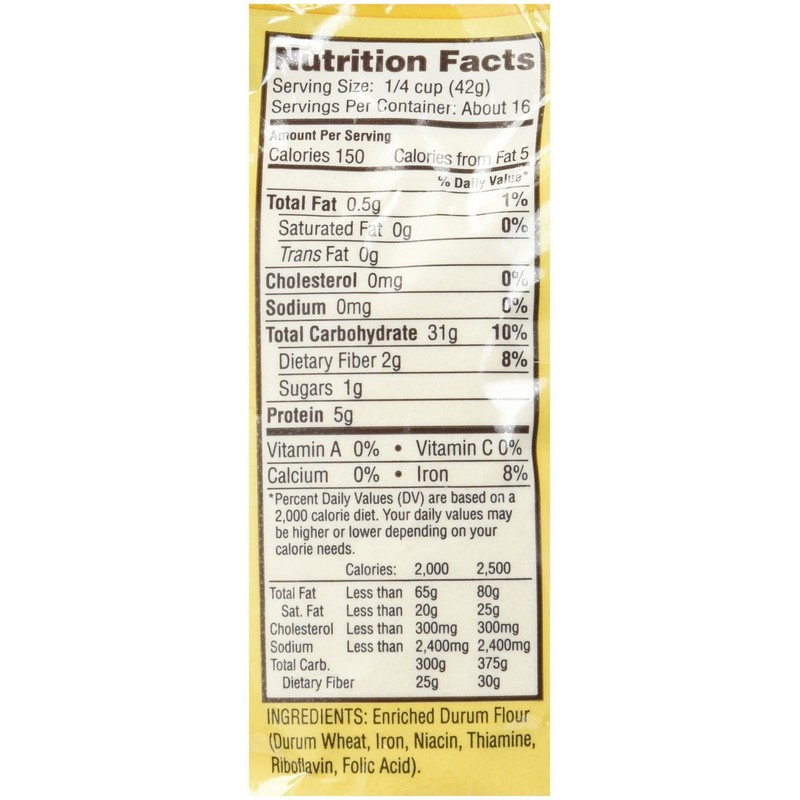 Nutrition Facts
Serving Size: 1/4 cup (42g)
Servings Per Container: About 16
Amount Per Serving
Calories 150 Calories from Fat 5
% Daily Value*
Total Fat 0.5g 1%
Saturated Fat 0g 0%
Trans Fat 0g
Cholesterol 0mg 0%
Sodium 0mg 0%
Total Carbohydrate 31g 10%
Dietary Fiber 2g 8%
Sugars 1g
Protein 5g
Vitamin A 0% • Vitamin C 0%
Calcium 0% • Iron 8%
*Percent Daily Values (DV) are based on a
2,000 calorie diet. Your daily values may
be higher or lower depending on your
calorie needs.
Calories: 2,000 2,500
Total Fat Less than 65g 80g
Sat. Fat Less than 20g 25g
Cholesterol Less than 300mg 300mg
Sodium Less than 2,400mg 2,400mg
Total Carb. 300g 375g
Dietary Fiber 25g 30g
INGREDIENTS: Enriched Durum Flour
(Durum Wheat, Iron, Niacin, Thiamine,
Riboflavin, Folic Acid).